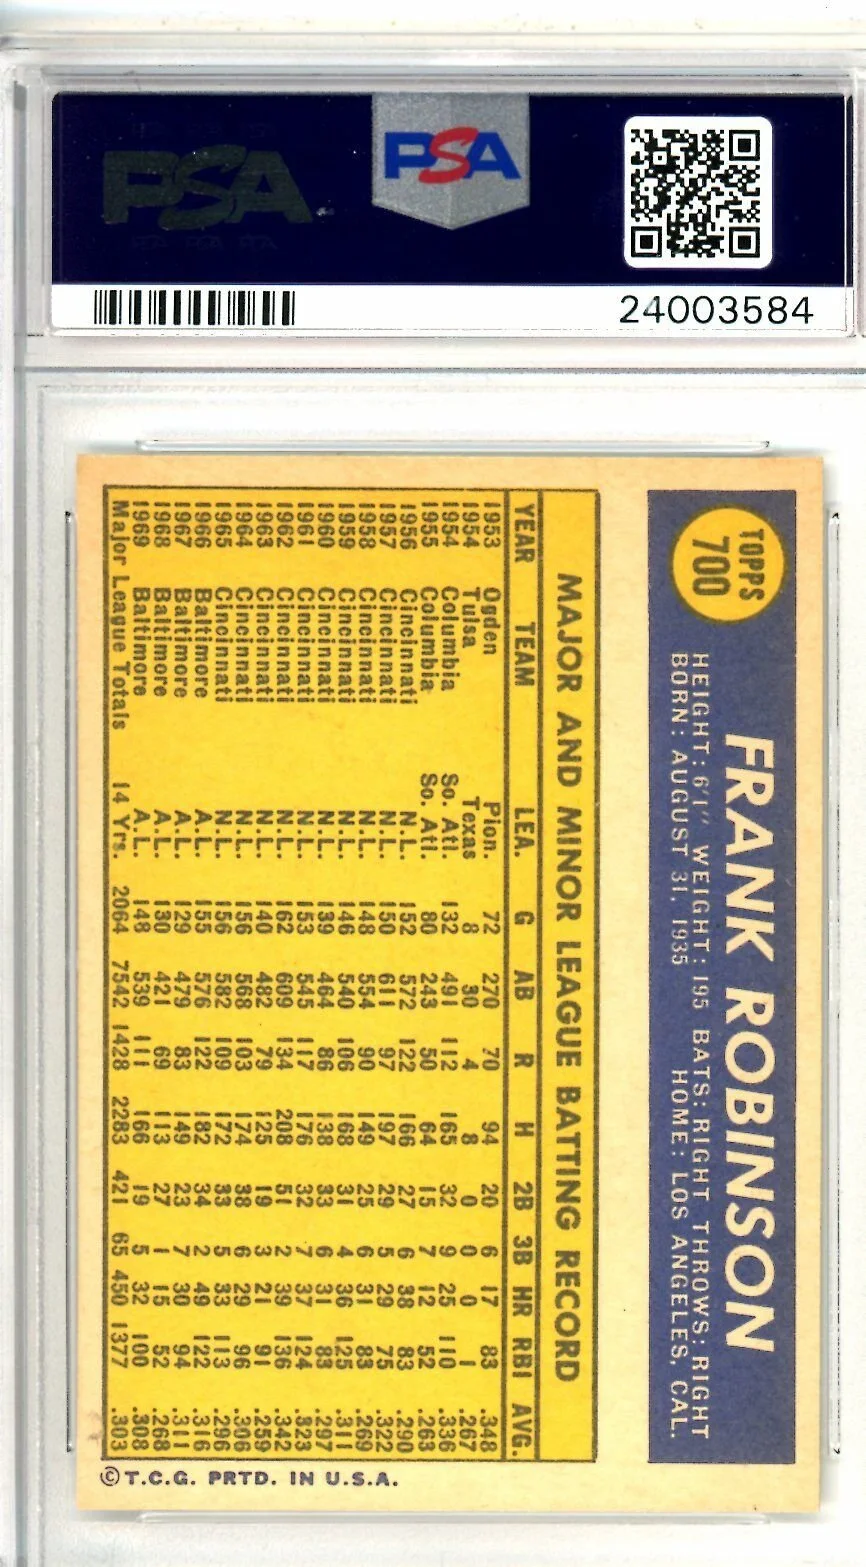 PSA
PSA
24003584
TOPPS
700
FRANK ROBINSON
HEIGHT: 6'1" WEIGHT: 195 BATS: RIGHT THROWS: RIGHT
BORN: AUGUST 31, 1935 HOME: LOS ANGELES, CAL.
MAJOR AND MINOR LEAGUE BATTING RECORD
YEAR TEAM LEA. G AB R H 2B 3B HR RBI AVG.
1953 Ogden Pion. 72 270 70 94 20 6 17 83 .348
1954 Tulsa Texas 8 30 4 8 0 0 0 1 .267
1954 Columbia So. Atl. 132 491 112 165 32 9 25 110 .336
1955 Columbia So. Atl. 80 243 50 64 15 7 12 52 .263
1956 Cincinnati N.L. 152 572 122 166 27 6 38 83 .290
1957 Cincinnati N.L. 150 611 97 197 29 5 29 75 .322
1958 Cincinnati N.L. 148 554 90 149 25 6 31 83 .269
1959 Cincinnati N.L. 146 540 106 168 31 4 36 125 .311
1960 Cincinnati N.L. 139 464 86 138 33 6 31 83 .297
1961 Cincinnati N.L. 153 545 117 176 32 7 37 124 .323
1962 Cincinnati N.L. 162 609 134 208 51 2 39 136 .342
1963 Cincinnati N.L. 140 482 79 125 19 3 21 91 .259
1964 Cincinnati N.L. 156 568 103 174 38 6 29 96 .306
1965 Cincinnati N.L. 156 582 109 172 33 5 33 113 .296
1966 Baltimore A.L. 155 576 122 182 34 2 49 122 .316
1967 Baltimore A.L. 129 479 83 149 23 7 30 94 .311
1968 Baltimore A.L. 130 421 69 113 27 1 15 52 .268
1969 Baltimore A.L. 148 539 111 166 19 5 32 100 .308
Major League Totals 14 Yrs. 2064 7542 1428 2283 421 65 450 1377 .303
©T.C.G. PRTD. IN U.S.A.